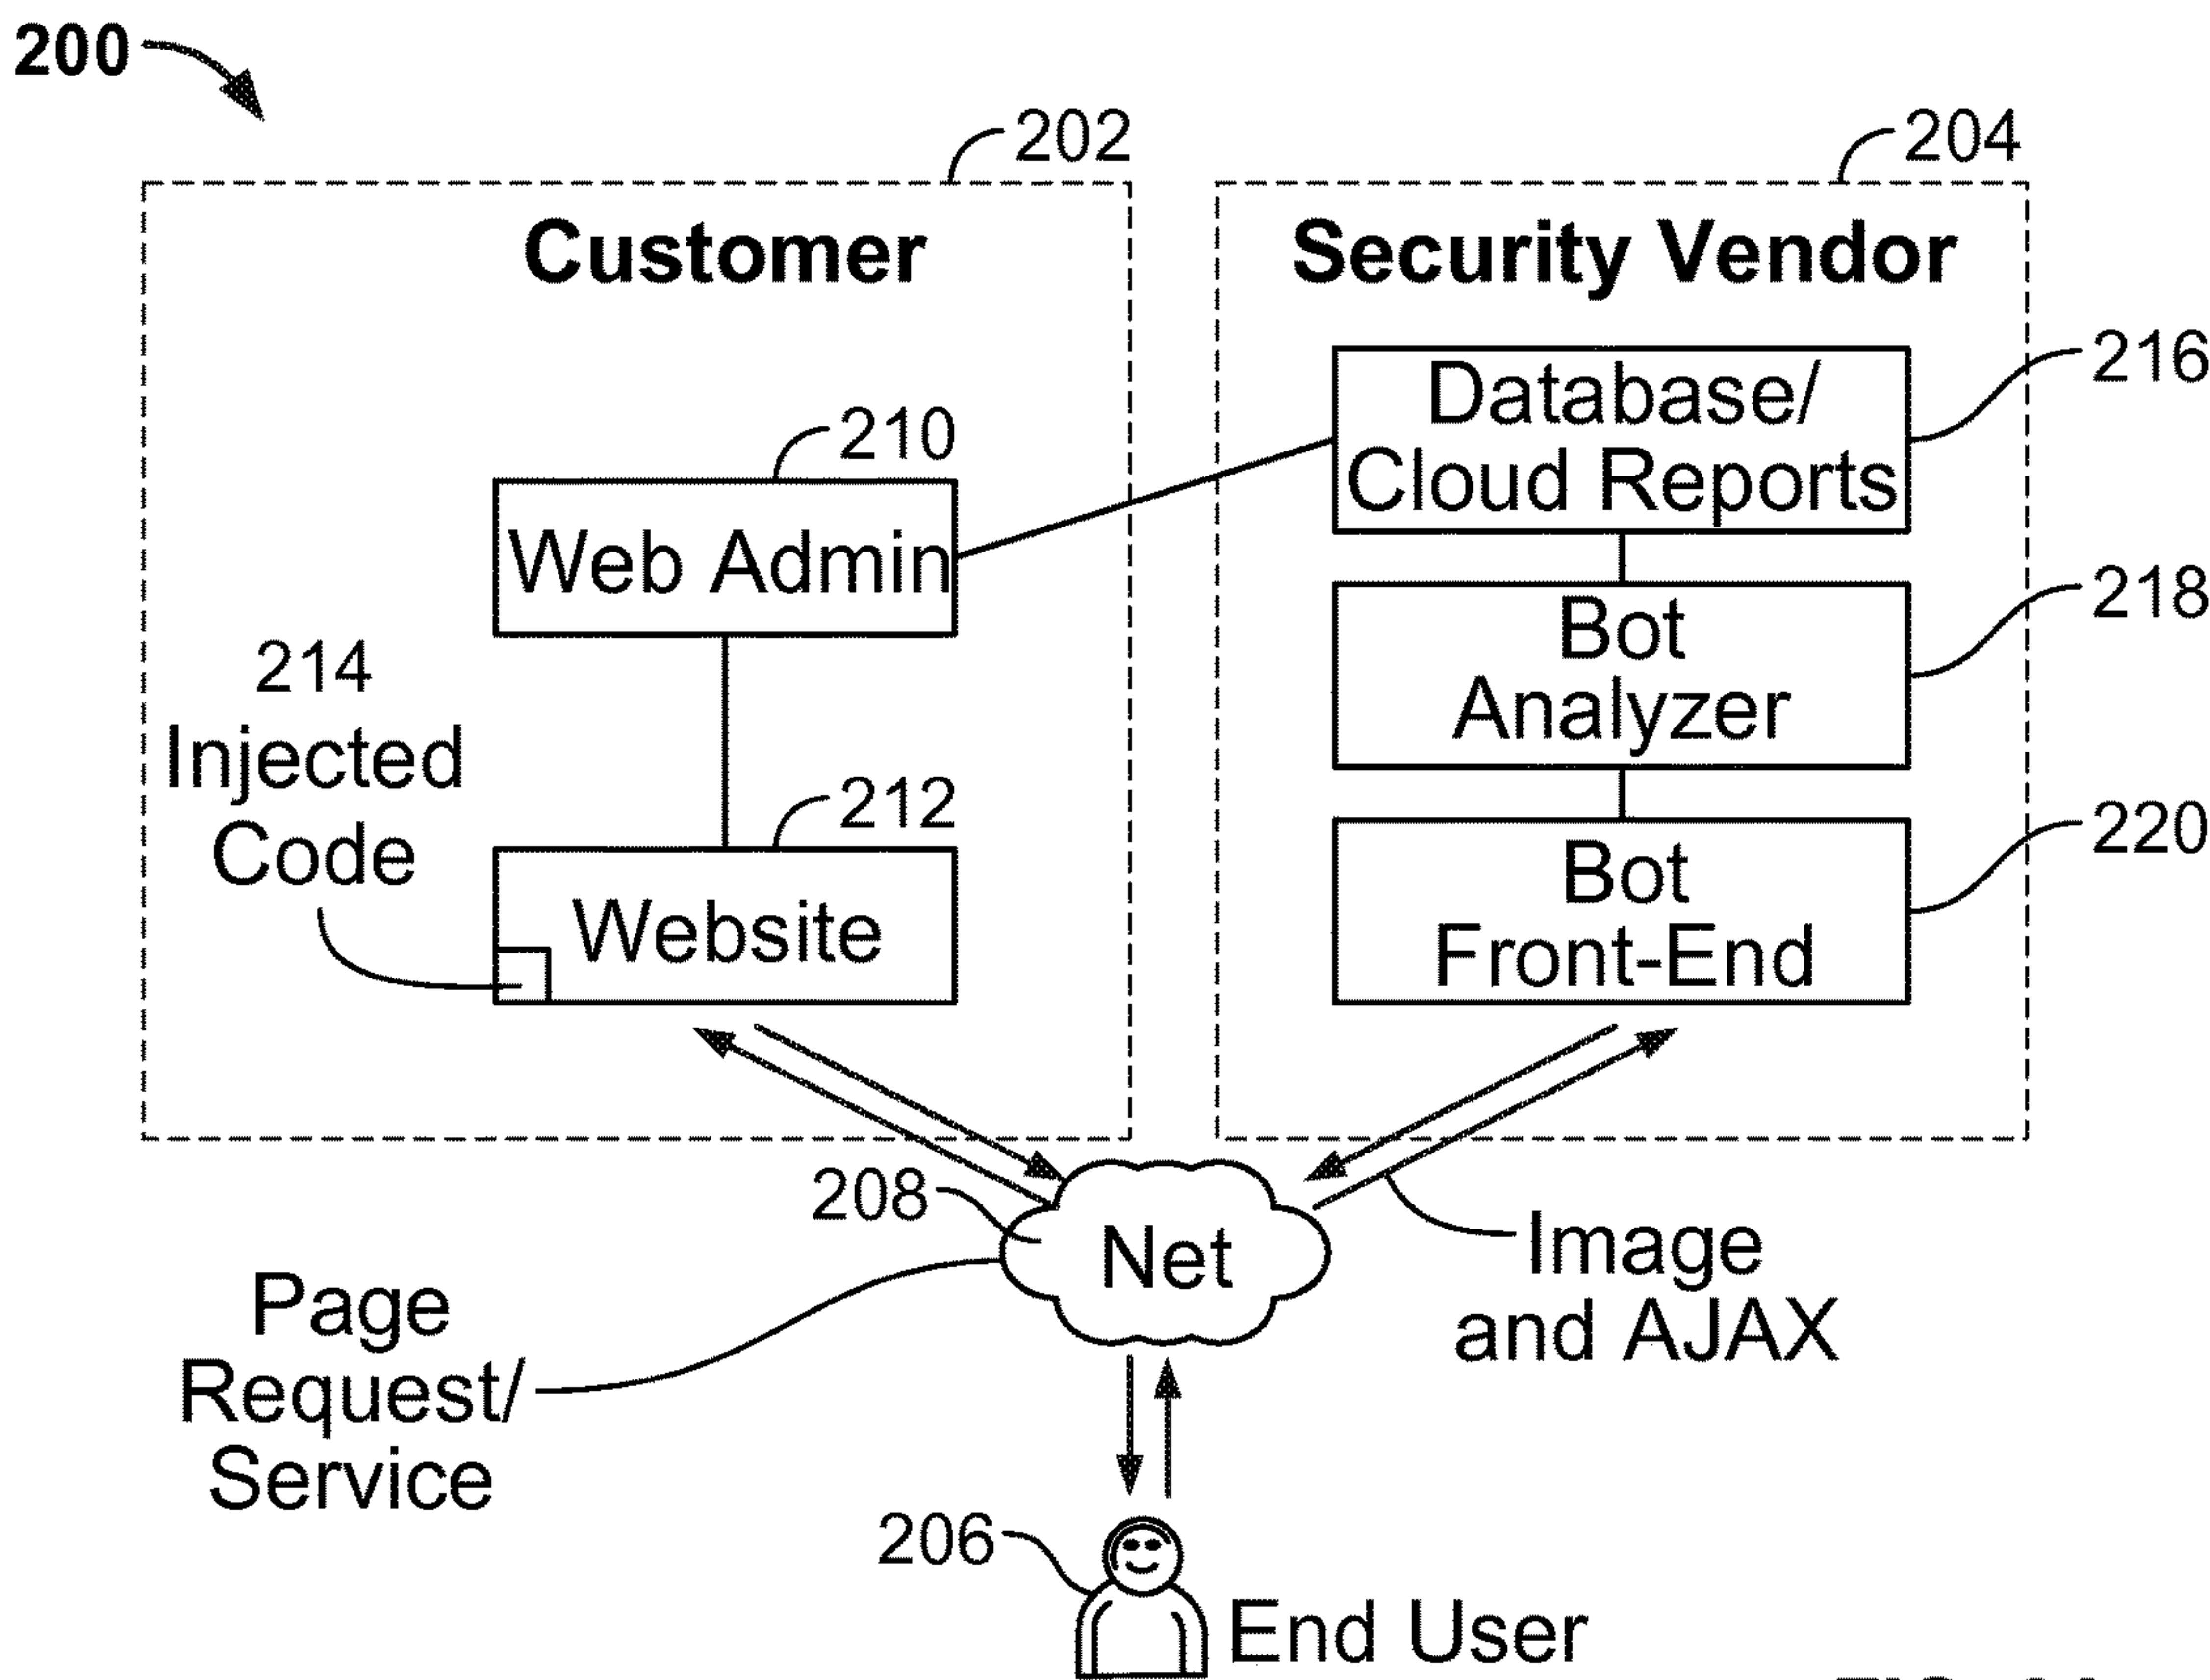 200
202
204
Customer
Security Vendor
Database/
Cloud Reports
216
210
Web Admin
Bot
Analyzer
218
214
Injected
Code
212
Website
Bot
Front-End
220
208
Net
Image
and AJAX
Page
Request/
Service
206
End User